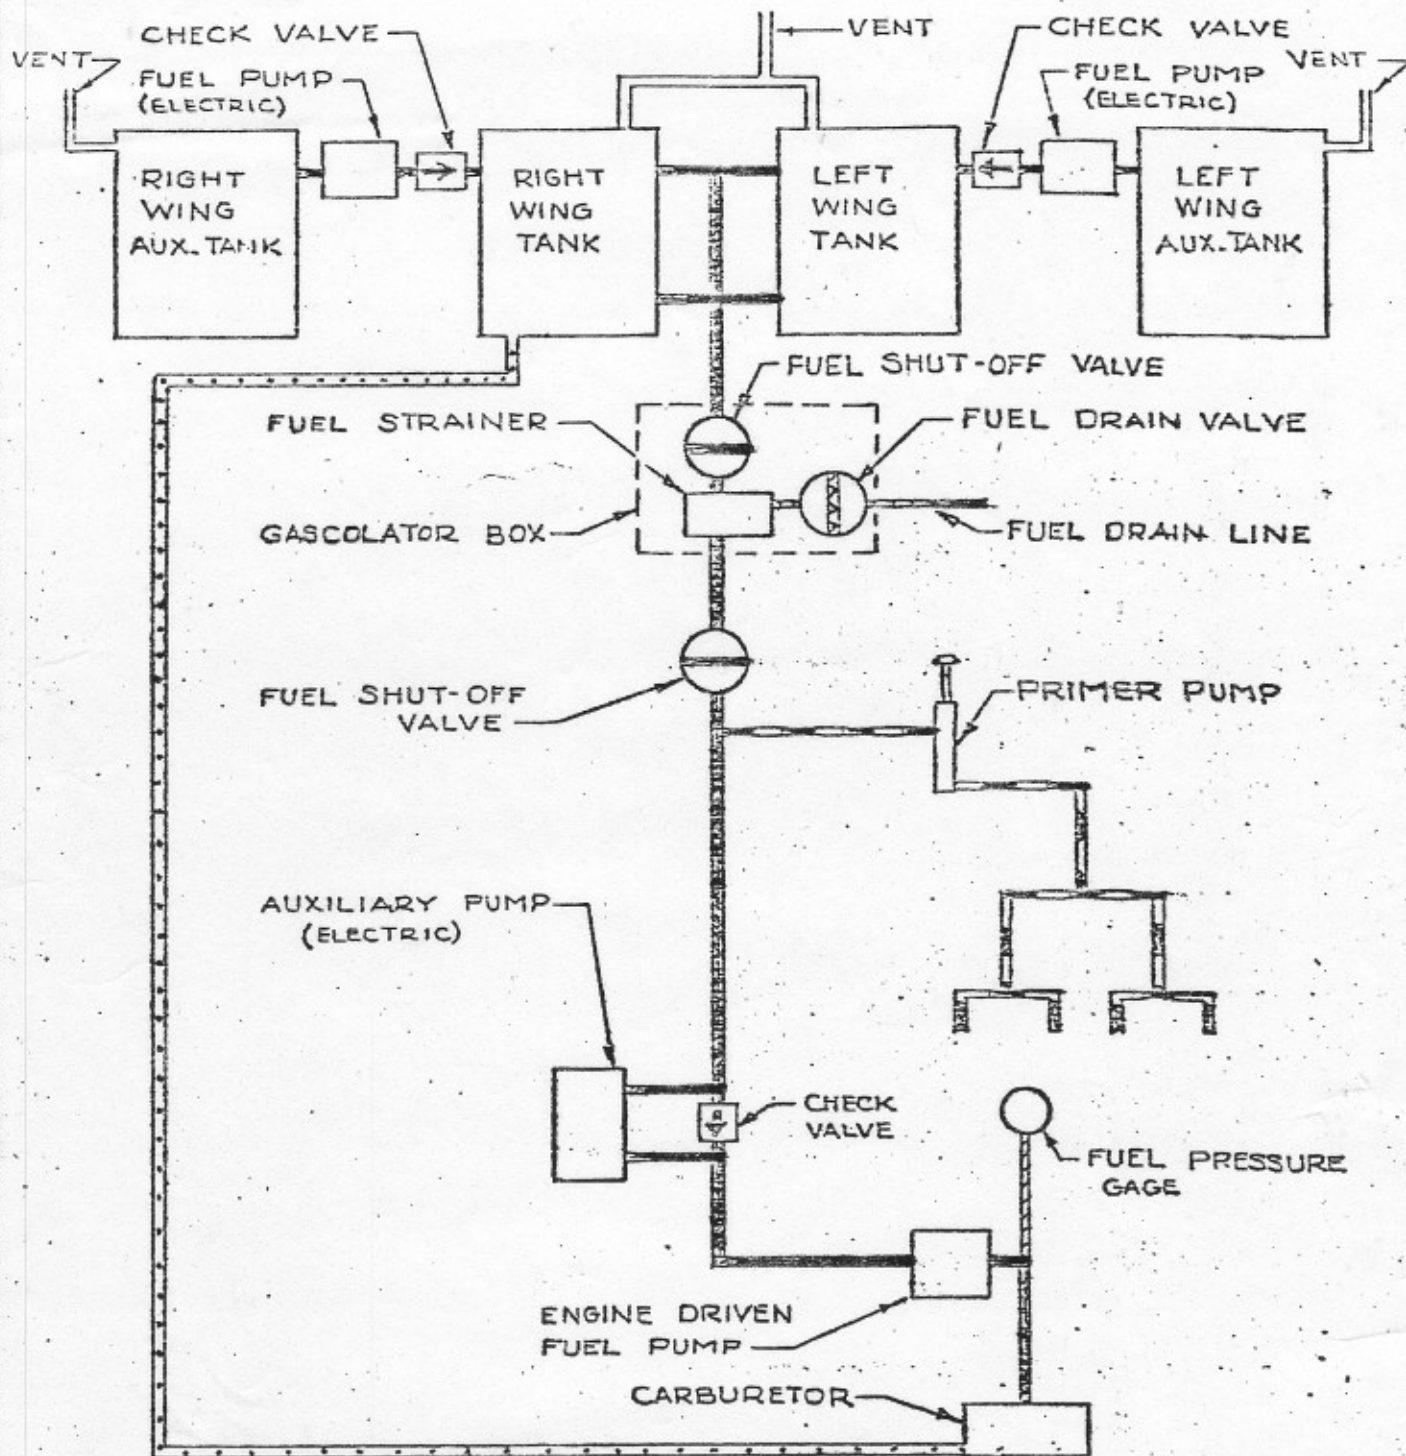 VENT
CHECK VALVE
FUEL PUMP
(ELECTRIC)
VENT
CHECK VALVE
FUEL PUMP
(ELECTRIC)
VENT
RIGHT
WING
AUX. TANK
RIGHT
WING
TANK
LEFT
WING
TANK
LEFT
WING
AUX. TANK
FUEL SHUT-OFF VALVE
FUEL STRAINER
FUEL DRAIN VALVE
GASCOLATOR BOX
FUEL DRAIN LINE
FUEL SHUT-OFF
VALVE
PRIMER PUMP
AUXILIARY PUMP
(ELECTRIC)
CHECK
VALVE
FUEL PRESSURE
GAGE
ENGINE DRIVEN
FUEL PUMP
CARBURETOR